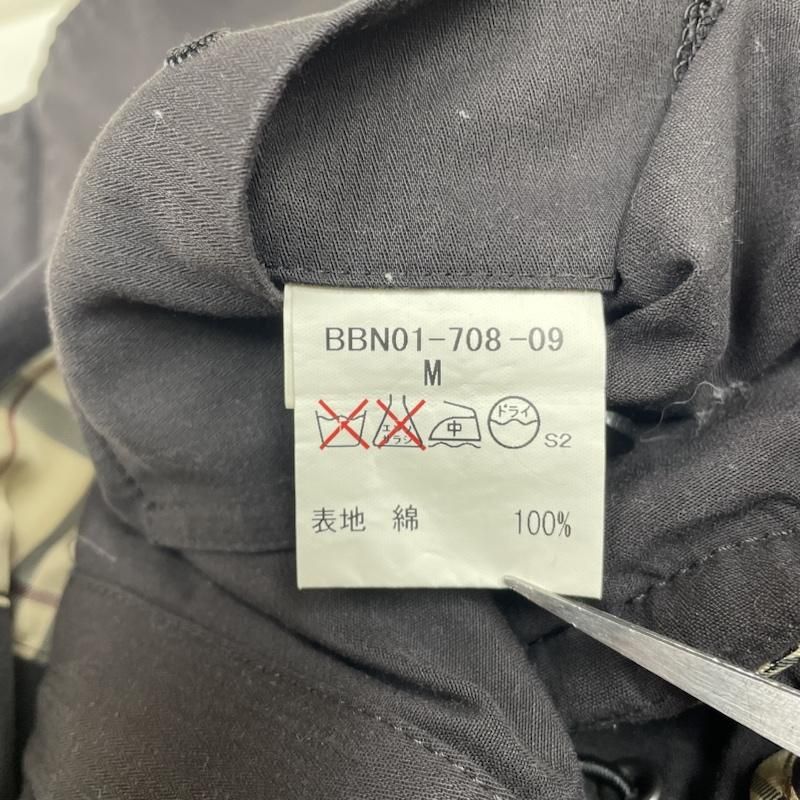 BBN01-708-09
M
エンソ
サラシ
中
ドライ
S2
表地 綿 100%